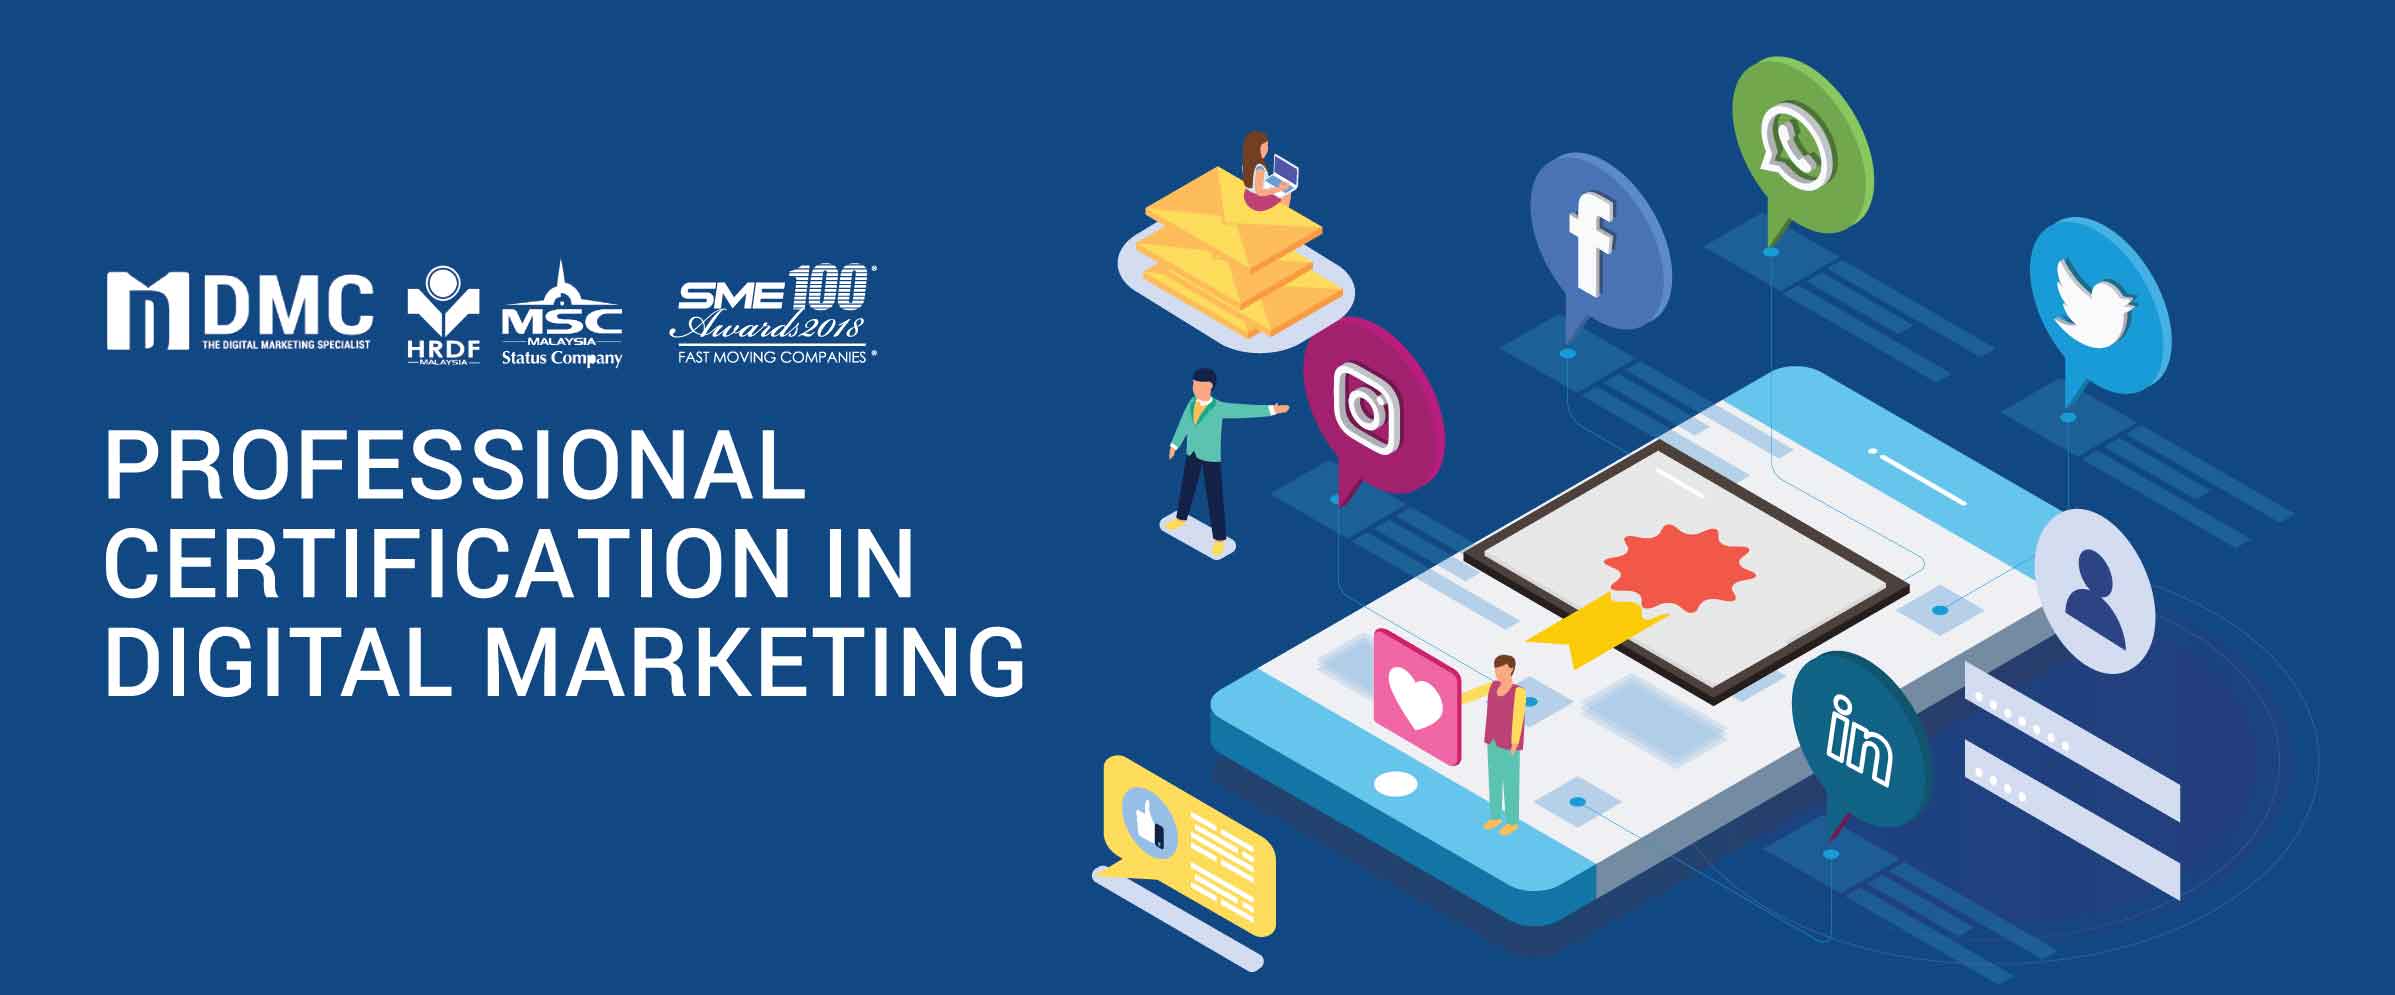 DMC
THE DIGITAL MARKETING SPECIALIST
HRDF
MALAYSIA
MSC
MALAYSIA
Status Company
SME 100®
Awards 2018
FAST MOVING COMPANIES®
PROFESSIONAL
CERTIFICATION IN
DIGITAL MARKETING
f
in